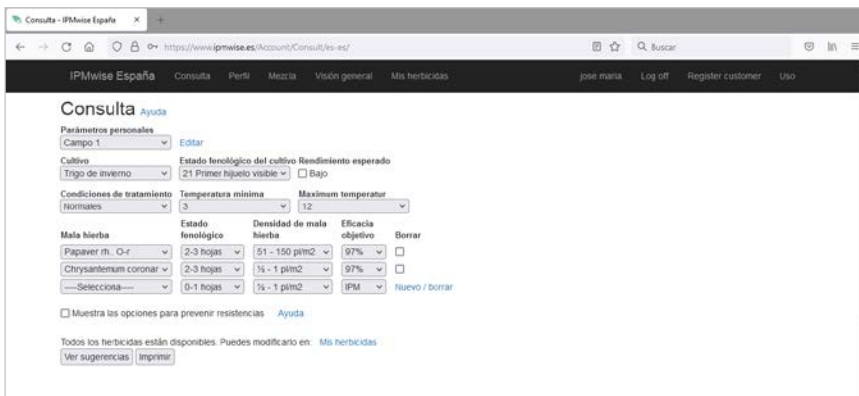 Consulta - IPMwise España
https://www.ipmwise.es/Account/Consult/es-es/
Buscar
IPMwise España Consulta Perfil Mezcla Visión general Mis herbicidas jose maria Log off Register customer Uso
Consulta Ayuda
Parámetros personales
Campo 1 Editar
Cultivo Estado fenológico del cultivo Rendimiento esperado
Trigo de invierno 21 Primer hijuelo visible Bajo
Condiciones de tratamiento Temperatura mínima Maximum temperatur
Normales 3 12
Mala hierba Estado fenológico Densidad de mala hierba Eficacia objetivo Borrar
Papaver rh.. O-r 2-3 hojas 51 - 150 pl/m2 97%
Chrysantemum coronar 2-3 hojas ½ - 1 pl/m2 97%
----Selecciona---- 0-1 hojas ½ - 1 pl/m2 IPM Nuevo / borrar
Muestra las opciones para prevenir resistencias Ayuda
Todos los herbicidas están disponibles. Puedes modificarlo en: Mis herbicidas
Ver sugerencias Imprimir